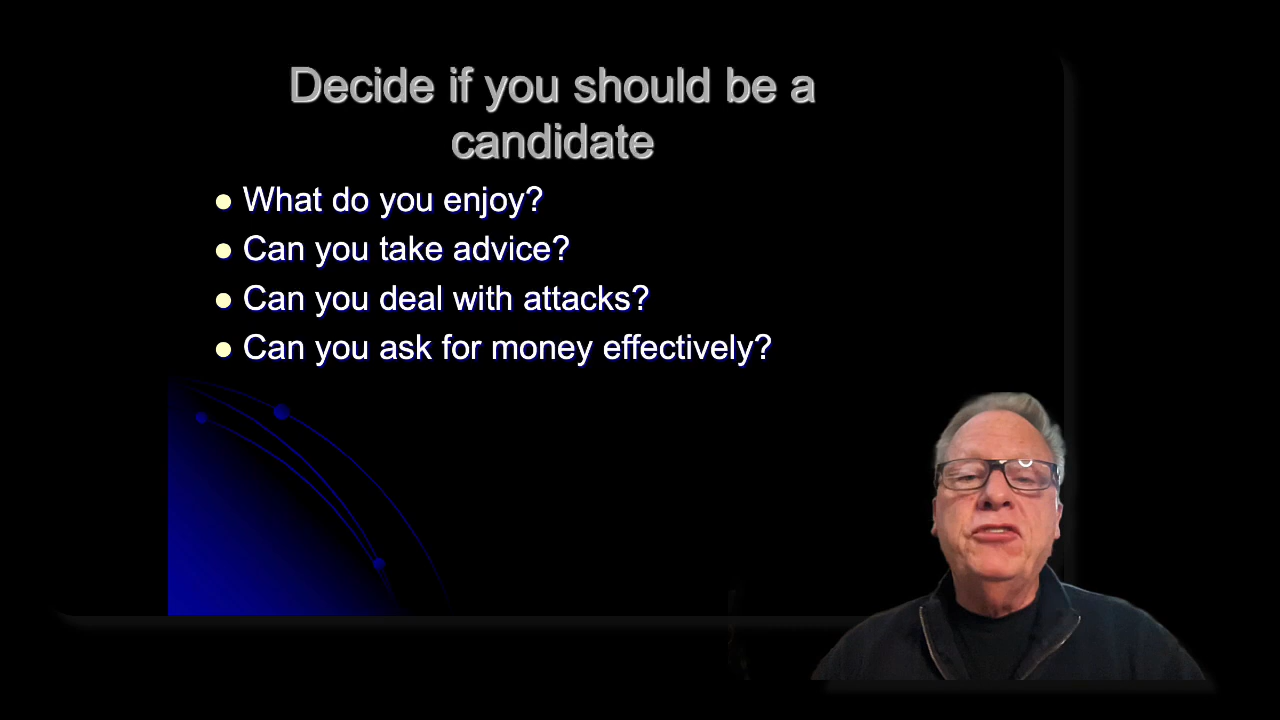 Decide if you should be a
candidate
● What do you enjoy?
● Can you take advice?
● Can you deal with attacks?
● Can you ask for money effectively?